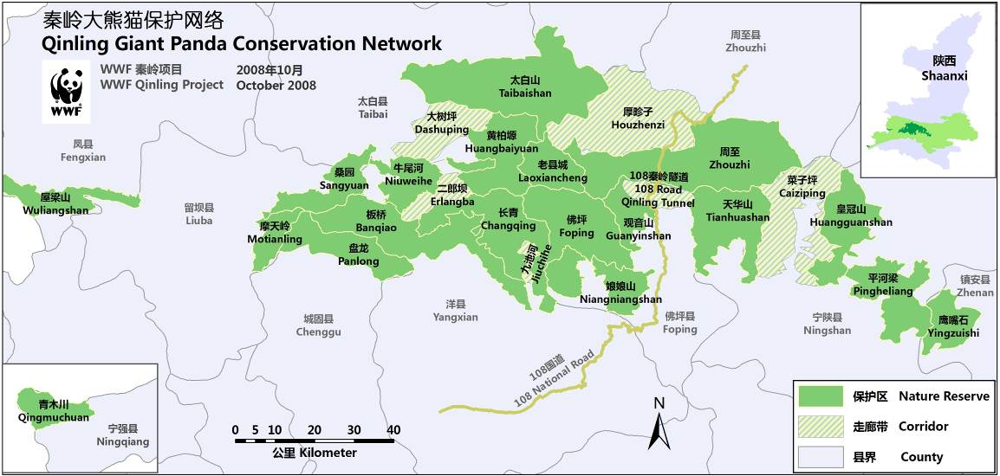 秦岭大熊猫保护网络
Qinling Giant Panda Conservation Network
WWF
WWF 秦岭项目
WWF Qinling Project
2008年10月
October 2008
周至县
Zhouzhi
陕西
Shaanxi
太白县
Taibai
太白山
Taibaishan
大树坪
Dashuping
厚畛子
Houzhenzi
凤县
Fengxian
黄柏塬
Huangbaiyuan
周至
Zhouzhi
桑园
Sangyuan
牛尾河
Niuweihe
老县城
Laoxiancheng
屋梁山
Wuliangshan
二郎坝
Erlangba
108秦岭隧道
108 Road
Qinling Tunnel
菜子坪
Caiziping
留坝县
Liuba
板桥
Banqiao
长青
Changqing
佛坪
Foping
观音山
Guanyinshan
天华山
Tianhuashan
皇冠山
Huangguanshan
摩天岭
Motianling
盘龙
Panlong
九池河
Jiuchihe
娘娘山
Niangniangshan
平河梁
Pingheliang
镇安县
Zhenan
城固县
Chenggu
洋县
Yangxian
佛坪县
Foping
宁陕县
Ningshan
鹰嘴石
Yingzuishi
108国道
108 National Road
青木川
Qingmuchuan
宁强县
Ningqiang
0 5 10 20 30 40
公里 Kilometer
N
保护区 Nature Reserve
走廊带 Corridor
县界 County